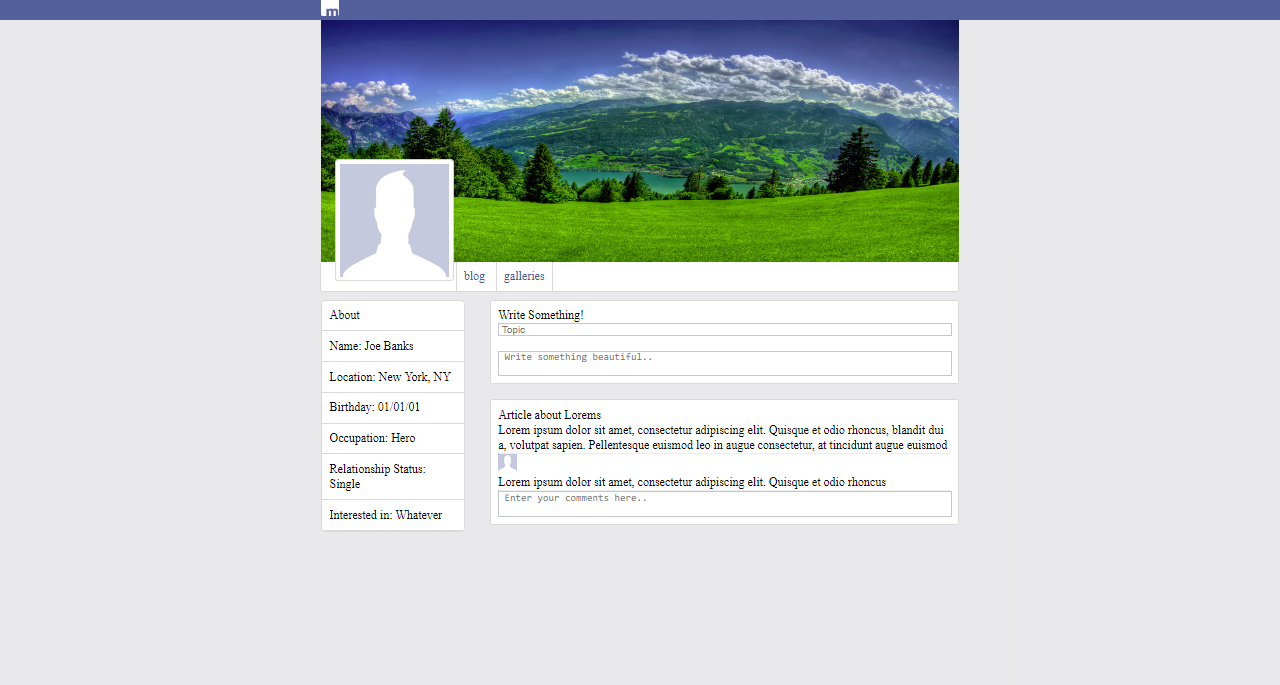 m
blog galleries
About
Name: Joe Banks
Location: New York, NY
Birthday: 01/01/01
Occupation: Hero
Relationship Status:
Single
Interested in: Whatever
Write Something!
Topic
Write something beautiful..
Article about Lorems
Lorem ipsum dolor sit amet, consectetur adipiscing elit. Quisque et odio rhoncus, blandit dui
a, volutpat sapien. Pellentesque euismod leo in augue consectetur, at tincidunt augue euismod
Lorem ipsum dolor sit amet, consectetur adipiscing elit. Quisque et odio rhoncus
Enter your comments here..